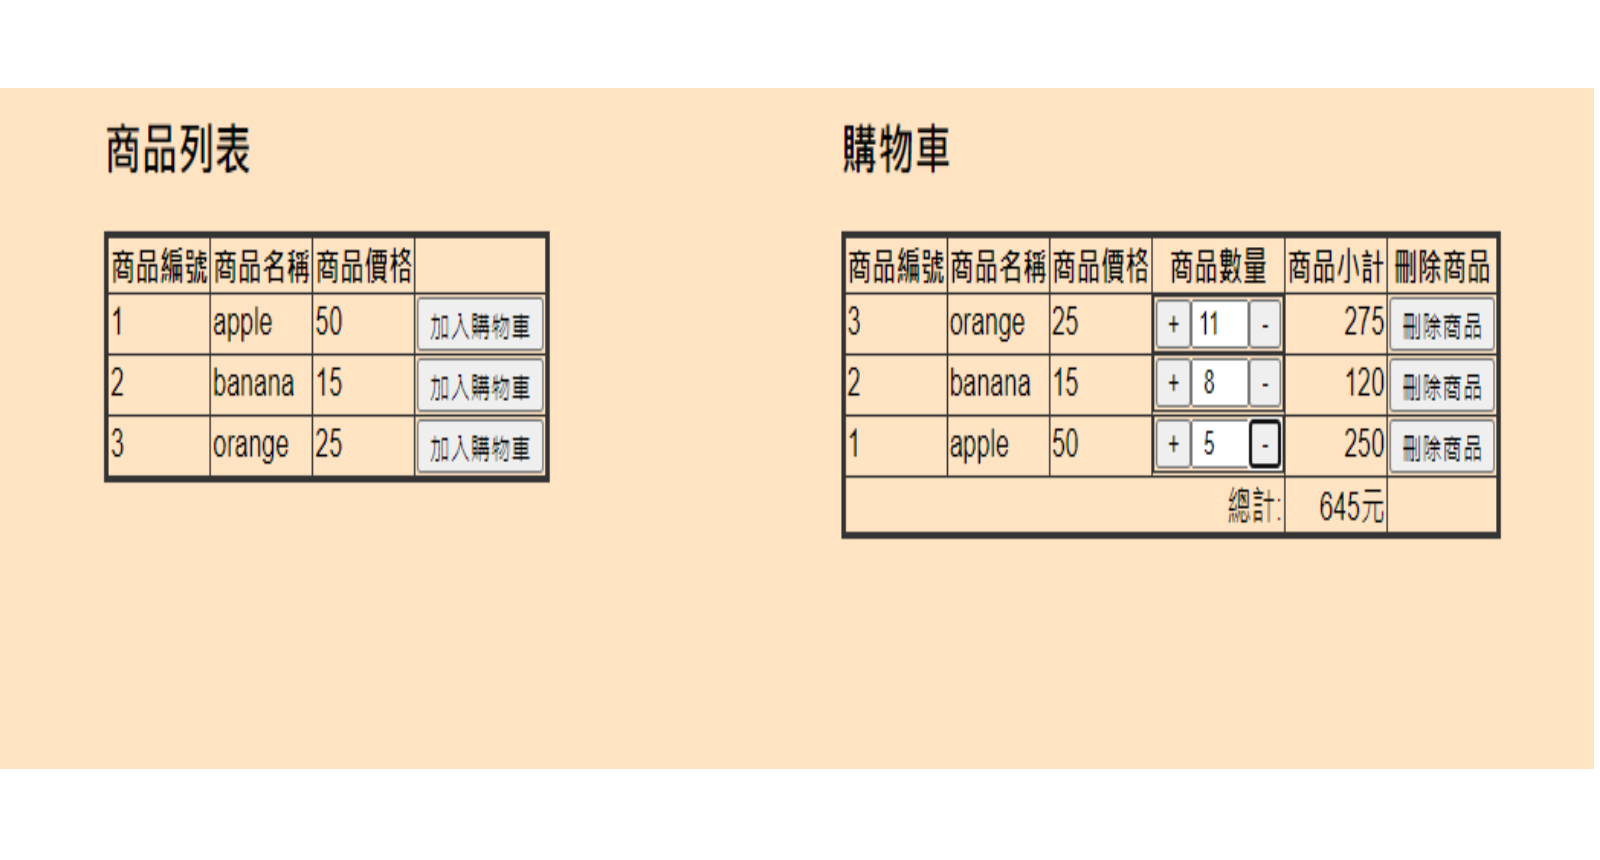 商品列表
商品編號 商品名稱 商品價格
1 apple 50 加入購物車
2 banana 15 加入購物車
3 orange 25 加入購物車
購物車
商品編號 商品名稱 商品價格 商品數量 商品小計 刪除商品
3 orange 25 + 11 - 275 刪除商品
2 banana 15 + 8 - 120 刪除商品
1 apple 50 + 5 - 250 刪除商品
總計: 645元